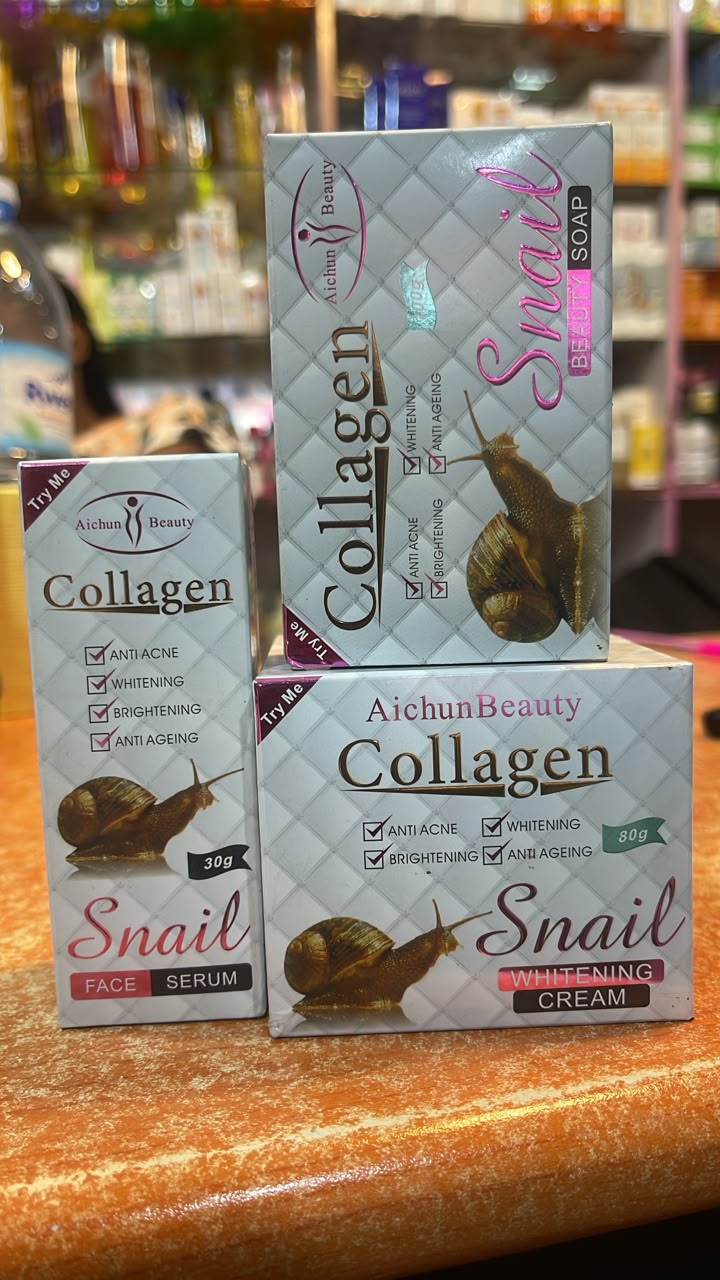 Try Me
Aichun Beauty
Collagen
ANTI ACNE
WHITENING
BRIGHTENING
ANTI AGEING
30g
Snail
FACE SERUM
Try Me
Aichun Beauty
Collagen
ANTI ACNE WHITENING
BRIGHTENING ANTI AGEING
Snail
BEAUTY SOAP
Try Me
AichunBeauty
Collagen
ANTI ACNE WHITENING
BRIGHTENING ANTI AGEING
80g
Snail
WHITENING
CREAM